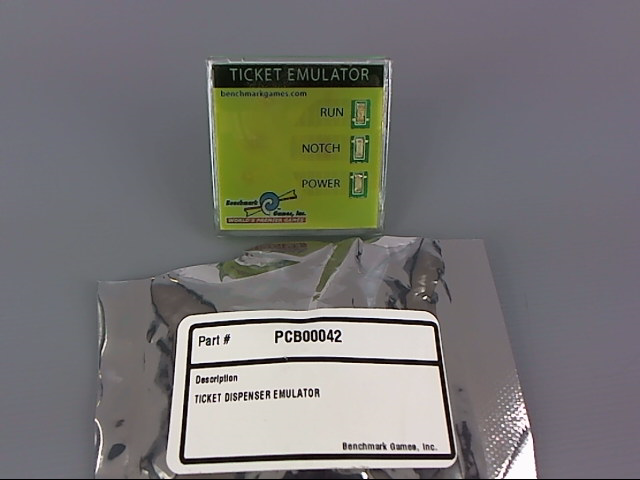 TICKET EMULATOR
benchmarkgames.com
RUN
NOTCH
POWER
Benchmark
Games, Inc.
WORLD'S PREMIER GAMES
Part # PCB00042
Description
TICKET DISPENSER EMULATOR
Benchmark Games, Inc.